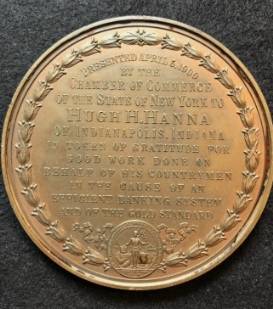 PRESENTED APRIL 5, 1900
BY THE
CHAMBER OF COMMERCE
OF THE STATE OF NEW YORK TO
HUGH H. HANNA
OF INDIANAPOLIS, INDIANA
IN TOKEN OF GRATITUDE FOR
GOOD WORK DONE ON
BEHALF OF HIS COUNTRYMEN
IN THE CAUSE OF AN
EFFICIENT BANKING SYSTEM
AND OF THE GOLD STANDARD